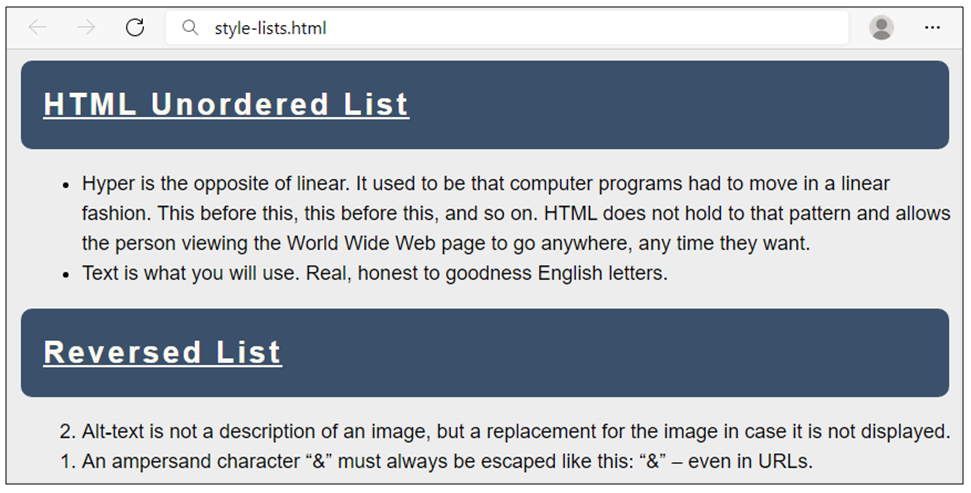 style-lists.html
HTML Unordered List
• Hyper is the opposite of linear. It used to be that computer programs had to move in a linear
fashion. This before this, this before this, and so on. HTML does not hold to that pattern and allows
the person viewing the World Wide Web page to go anywhere, any time they want.
• Text is what you will use. Real, honest to goodness English letters.
Reversed List
2. Alt-text is not a description of an image, but a replacement for the image in case it is not displayed.
1. An ampersand character “&” must always be escaped like this: “&” – even in URLs.